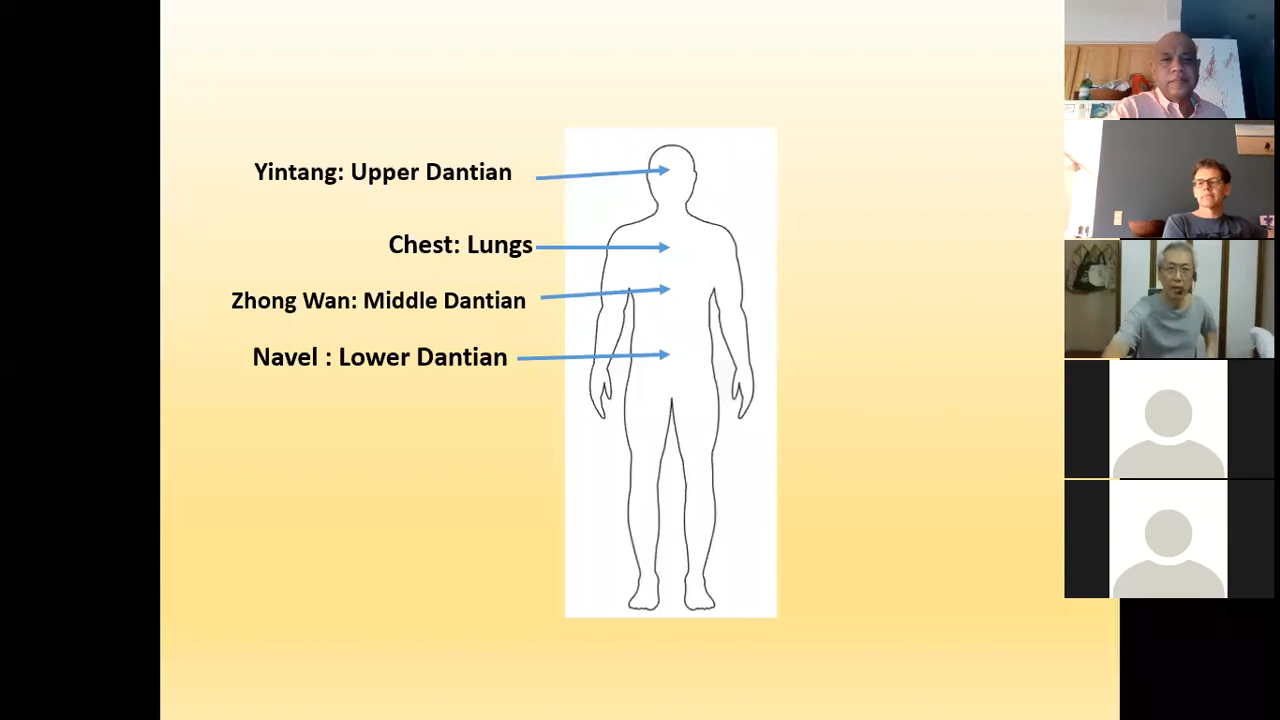 Yintang: Upper Dantian
Chest: Lungs
Zhong Wan: Middle Dantian
Navel : Lower Dantian